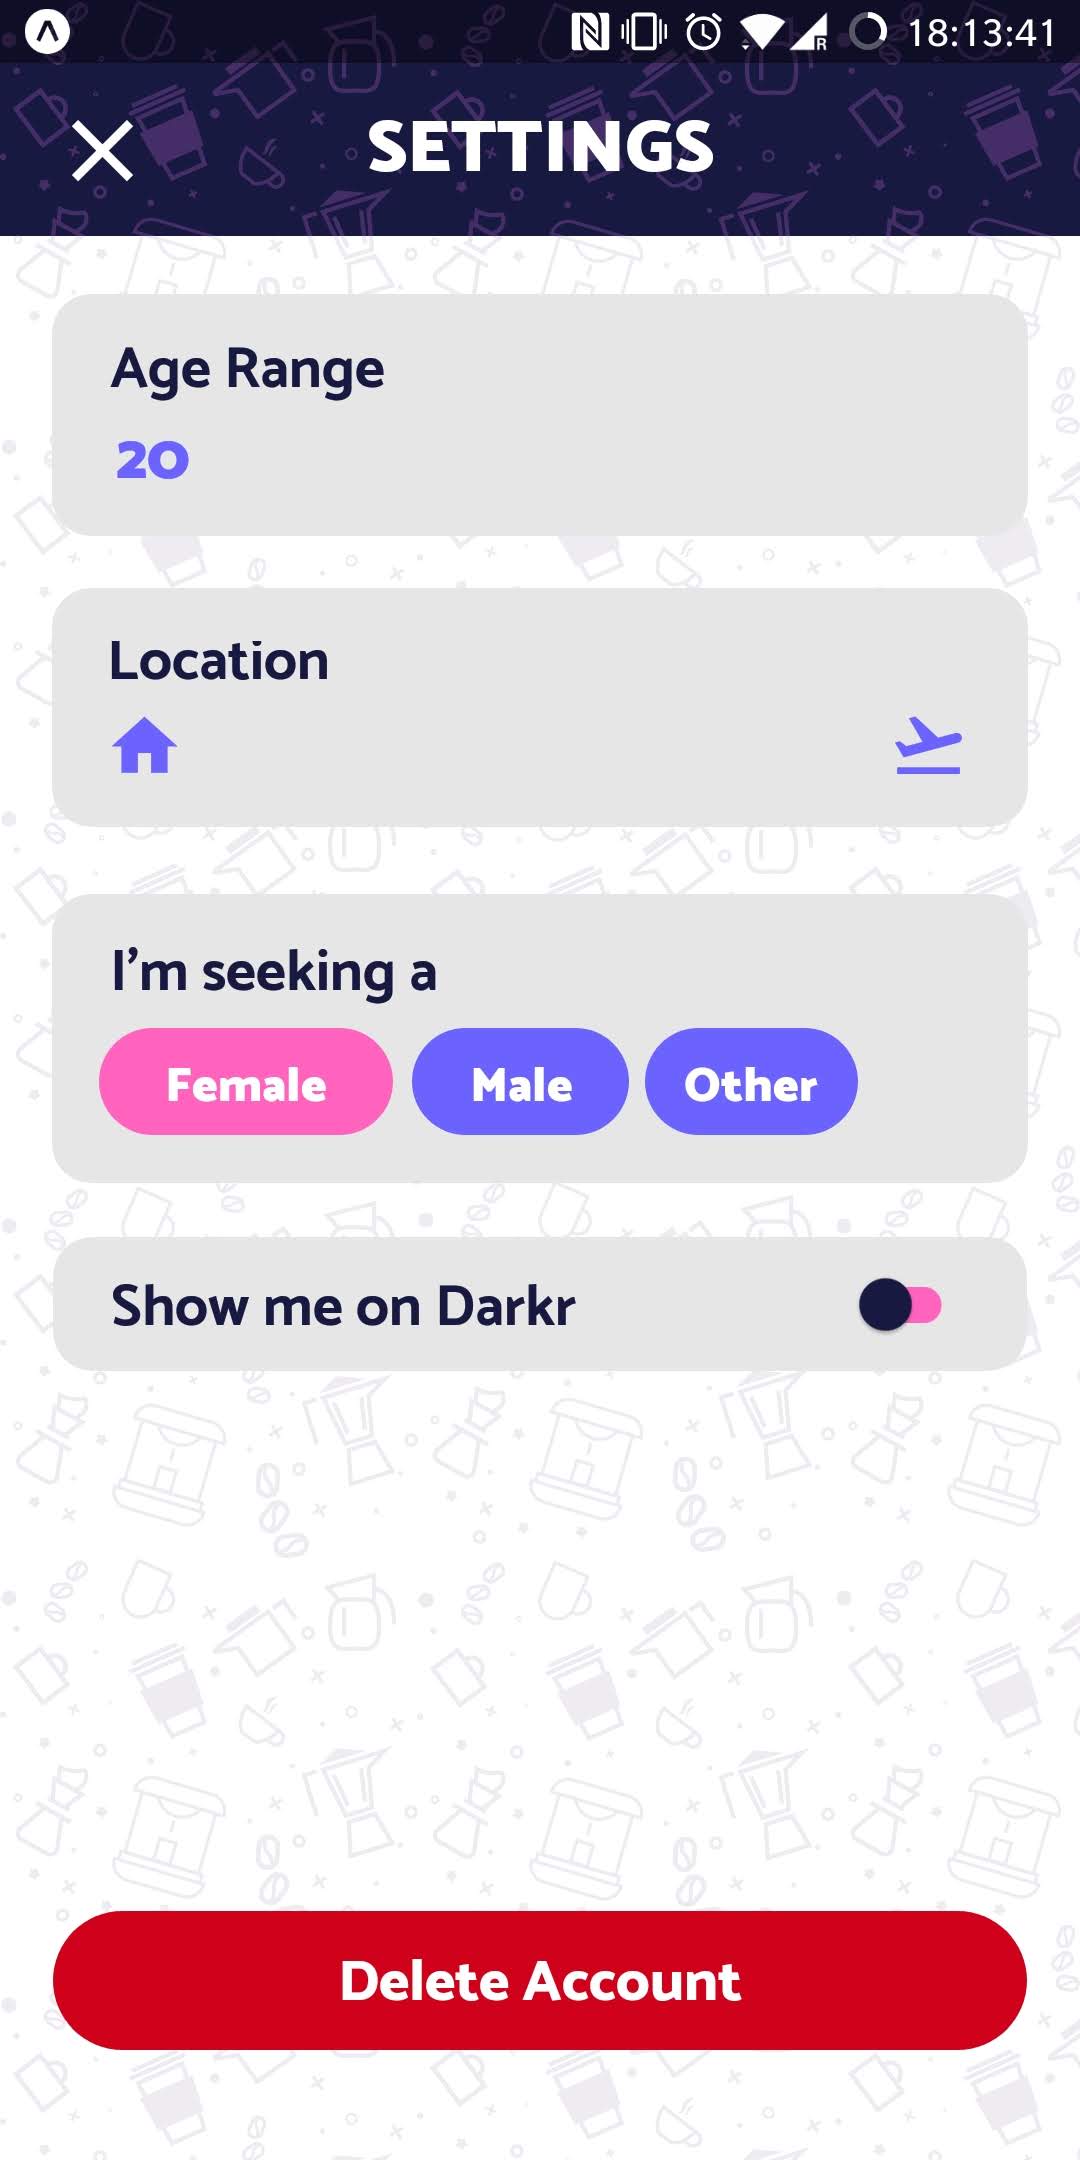 18:13:41
SETTINGS
Age Range
20
Location
I'm seeking a
Female Male Other
Show me on Darkr
Delete Account